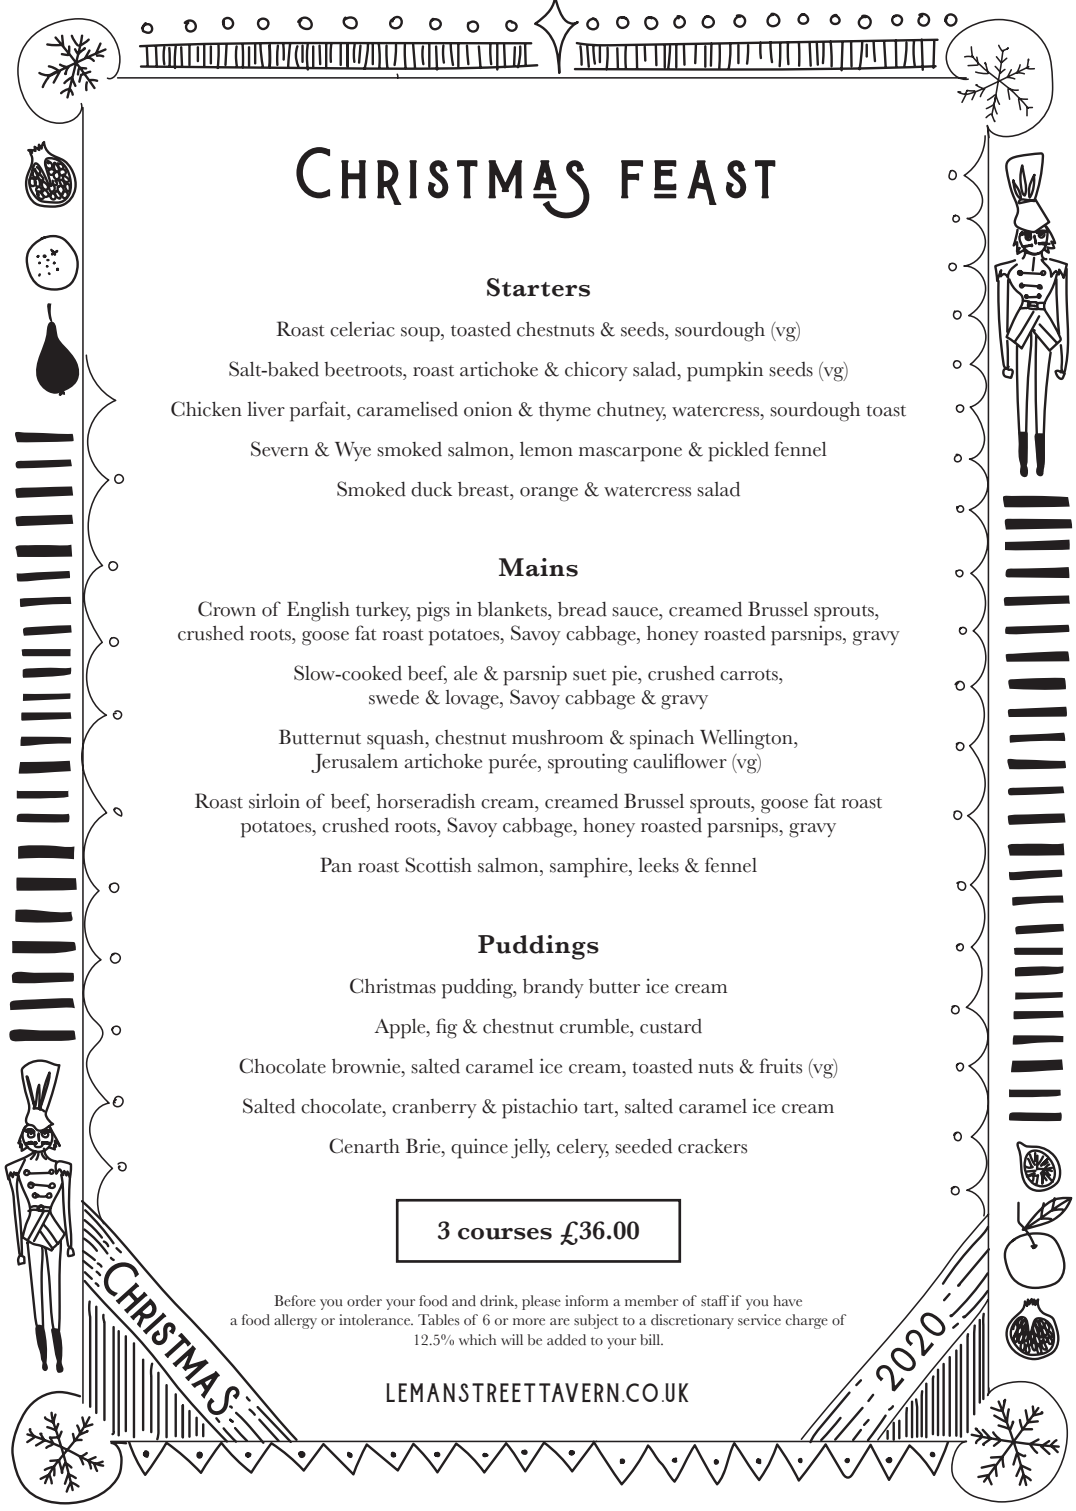 CHRISTMAS FEAST
Starters
Roast celeriac soup, toasted chestnuts & seeds, sourdough (vg)
Salt-baked beetroots, roast artichoke & chicory salad, pumpkin seeds (vg)
Chicken liver parfait, caramelised onion & thyme chutney, watercress, sourdough toast
Severn & Wye smoked salmon, lemon mascarpone & pickled fennel
Smoked duck breast, orange & watercress salad
Mains
Crown of English turkey, pigs in blankets, bread sauce, creamed Brussel sprouts,
crushed roots, goose fat roast potatoes, Savoy cabbage, honey roasted parsnips, gravy
Slow-cooked beef, ale & parsnip suet pie, crushed carrots,
swede & lovage, Savoy cabbage & gravy
Butternut squash, chestnut mushroom & spinach Wellington,
Jerusalem artichoke purée, sprouting cauliflower (vg)
Roast sirloin of beef, horseradish cream, creamed Brussel sprouts, goose fat roast
potatoes, crushed roots, Savoy cabbage, honey roasted parsnips, gravy
Pan roast Scottish salmon, samphire, leeks & fennel
Puddings
Christmas pudding, brandy butter ice cream
Apple, fig & chestnut crumble, custard
Chocolate brownie, salted caramel ice cream, toasted nuts & fruits (vg)
Salted chocolate, cranberry & pistachio tart, salted caramel ice cream
Cenarth Brie, quince jelly, celery, seeded crackers
3 courses £36.00
Before you order your food and drink, please inform a member of staff if you have
a food allergy or intolerance. Tables of 6 or more are subject to a discretionary service charge of
12.5% which will be added to your bill.
CHRISTMAS
2020
LEMANSTREETTAVERN.CO.UK